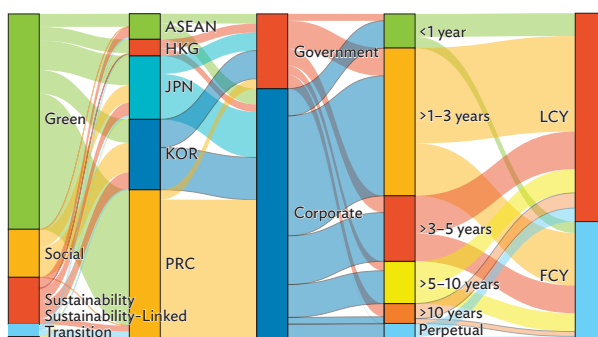 Green
Social
Sustainability
Sustainability-Linked
Transition
ASEAN
HKG
JPN
KOR
PRC
Government
Corporate
<1 year
>1–3 years
>3–5 years
>5–10 years
>10 years
Perpetual
LCY
FCY